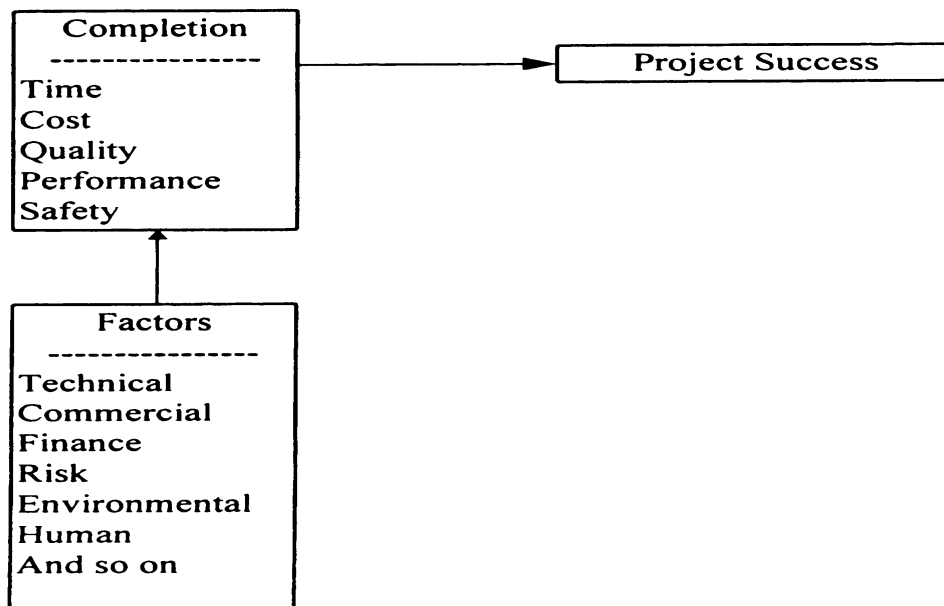 Completion
Time
Cost
Quality
Performance
Safety
Project Success
Factors
Technical
Commercial
Finance
Risk
Environmental
Human
And so on